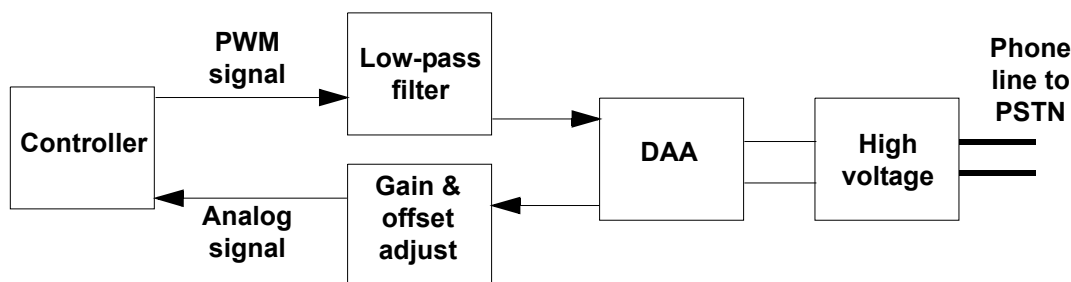 PWM
signal
Low-pass
filter
Controller
Analog
signal
Gain &
offset
adjust
DAA
High
voltage
Phone
line to
PSTN